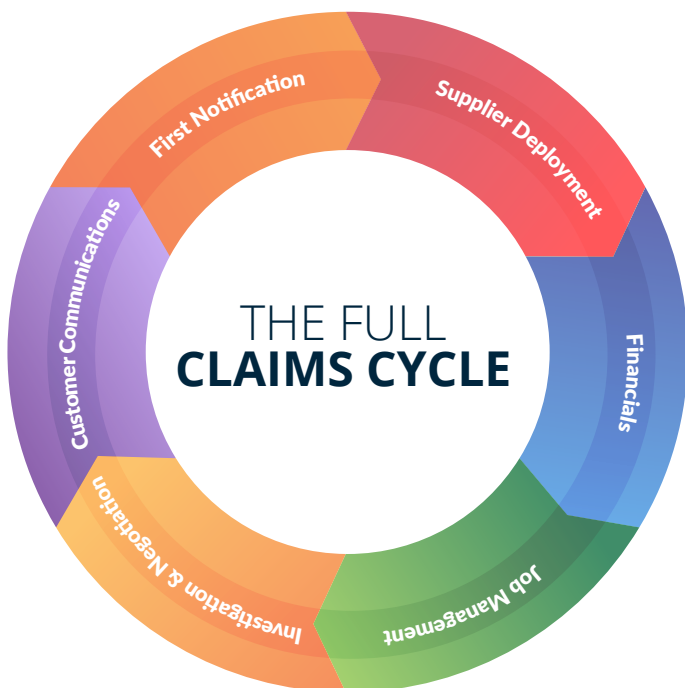 THE FULL
CLAIMS CYCLE
First Notification
Supplier Deployment
Financials
Job Management
Investigation & Negotiation
Customer Communications